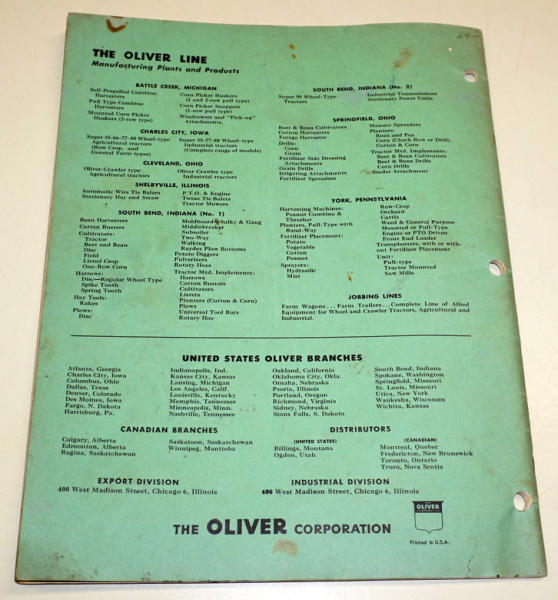 24—
THE OLIVER LINE
Manufacturing Plants and Products
BATTLE CREEK, MICHIGAN
Self-Propelled Combine
Harvesters
Pull Type Combine
Harvesters
Mounted Corn Picker
Huskers (2-row type)
Corn Picker Huskers
(1 and 2-row pull type)
Corn Picker Snappers
(1-row pull type)
Windrowers and "Pick-up"
Attachments.
CHARLES CITY, IOWA
Super 55-66-77-88 Wheel-type
Agricultural tractors
(Row Crop, and
General Farm types)
Super 55-77-88 Wheel-type
Industrial tractors
(Complete range of models)
CLEVELAND, OHIO
Oliver-Crawler type
Agricultural tractors
Oliver Crawler type
Industrial tractors
SHELBYVILLE, ILLINOIS
Automatic Wire Tie Balers
Stationary Hay and Straw
P.T.O. & Engine
Twine Tie Balers
Tractor Mowers
SOUTH BEND, INDIANA (No. 1)
Bean Harvesters
Cotton Busters
Cultivators
Tractor
Beet and Bean
Disc
Field
Listed Crop
One-Row Corn
Harrows:
Disc—Regular Wheel Type
Spike Tooth
Spring Tooth
Hay Tools:
Rakes
Plows:
Disc
Moldboard Sulky & Gang
Middlebreaker
Subsoiler
Two-Way
Walking
Raydex Plow Bottoms
Potato Diggers
Pulverizers
Rotary Hoes
Tractor Mtd. Implements:
Harrows
Cotton Busters
Cultivators
Listers
Planters (Cotton & Corn)
Plows
Universal Tool Bars
Rotary Hoe
SOUTH BEND, INDIANA (No. 2)
Super 99 Wheel-Type
Tractors
Industrial Transmissions
Stationary Power Units
SPRINGFIELD, OHIO
Beet & Bean Cultivators
Cotton Harvesters
Forage Harvester
Drills:
Corn
Grain
Fertilizer Side Dressing
Attachments
Grain Drills
Irrigating Attachments
Fertilizer Spreaders
Manure Spreaders
Planters:
Bean and Pea
Corn (Check Row or Drill)
Cotton & Corn
Tractor Mtd. Implements:
Beet & Bean Cultivators
Beet & Bean Drills
Corn Drills
Seeder Attachment
YORK, PENNSYLVANIA
Harvesting Machines:
Peanut Combine &
Thresher
Planters, Pull-Type with
Fertilizer Placement:
Potato
Vegetable
Cotton
Peanut
Sprayers:
Hydraulic
Mist
Row-Crop
Orchard
Cattle
Weed & General Purpose
Mounted or Pull-Type
Engine or PTO Driven
Front End Loader
Transplanters, with or with-
out Fertilizer Placement
Unit:
Pull-type
Tractor Mounted
Saw Mills
JOBBING LINES
Farm Wagons... Farm Trailers...Complete Line of Allied
Equipment for Wheel and Crawler Tractors, Agricultural and
Industrial.
UNITED STATES OLIVER BRANCHES
Atlanta, Georgia
Charles City, Iowa
Columbus, Ohio
Dallas, Texas
Denver, Colorado
Des Moines, Iowa
Fargo, N. Dakota
Harrisburg, Pa.
Indianapolis, Ind.
Kansas City, Kansas
Lansing, Michigan
Los Angeles, Calif.
Louisville, Kentucky
Memphis, Tennessee
Minneapolis, Minn.
Nashville, Tennessee
Oakland, California
Oklahoma City, Okla.
Omaha, Nebraska
Peoria, Illinois
Portland, Oregon
Richmond, Virginia
Sidney, Nebraska
Sioux Falls, S. Dakota
South Bend, Indiana
Spokane, Washington
Springfield, Missouri
St. Louis, Missouri
Utica, New York
Waukesha, Wisconsin
Wichita, Kansas
CANADIAN BRANCHES
Calgary, Alberta
Edmonton, Alberta
Regina, Saskatchewan
Saskatoon, Saskatchewan
Winnipeg, Manitoba
DISTRIBUTORS
(UNITED STATES)
Billings, Montana
Ogden, Utah
(CANADIAN)
Montreal, Quebec
Fredericton, New Brunswick
Toronto, Ontario
Truro, Nova Scotia
EXPORT DIVISION
400 West Madison Street, Chicago 6, Illinois
INDUSTRIAL DIVISION
400 West Madison Street, Chicago 6, Illinois
THE OLIVER CORPORATION
OLIVER
Printed in U.S.A.